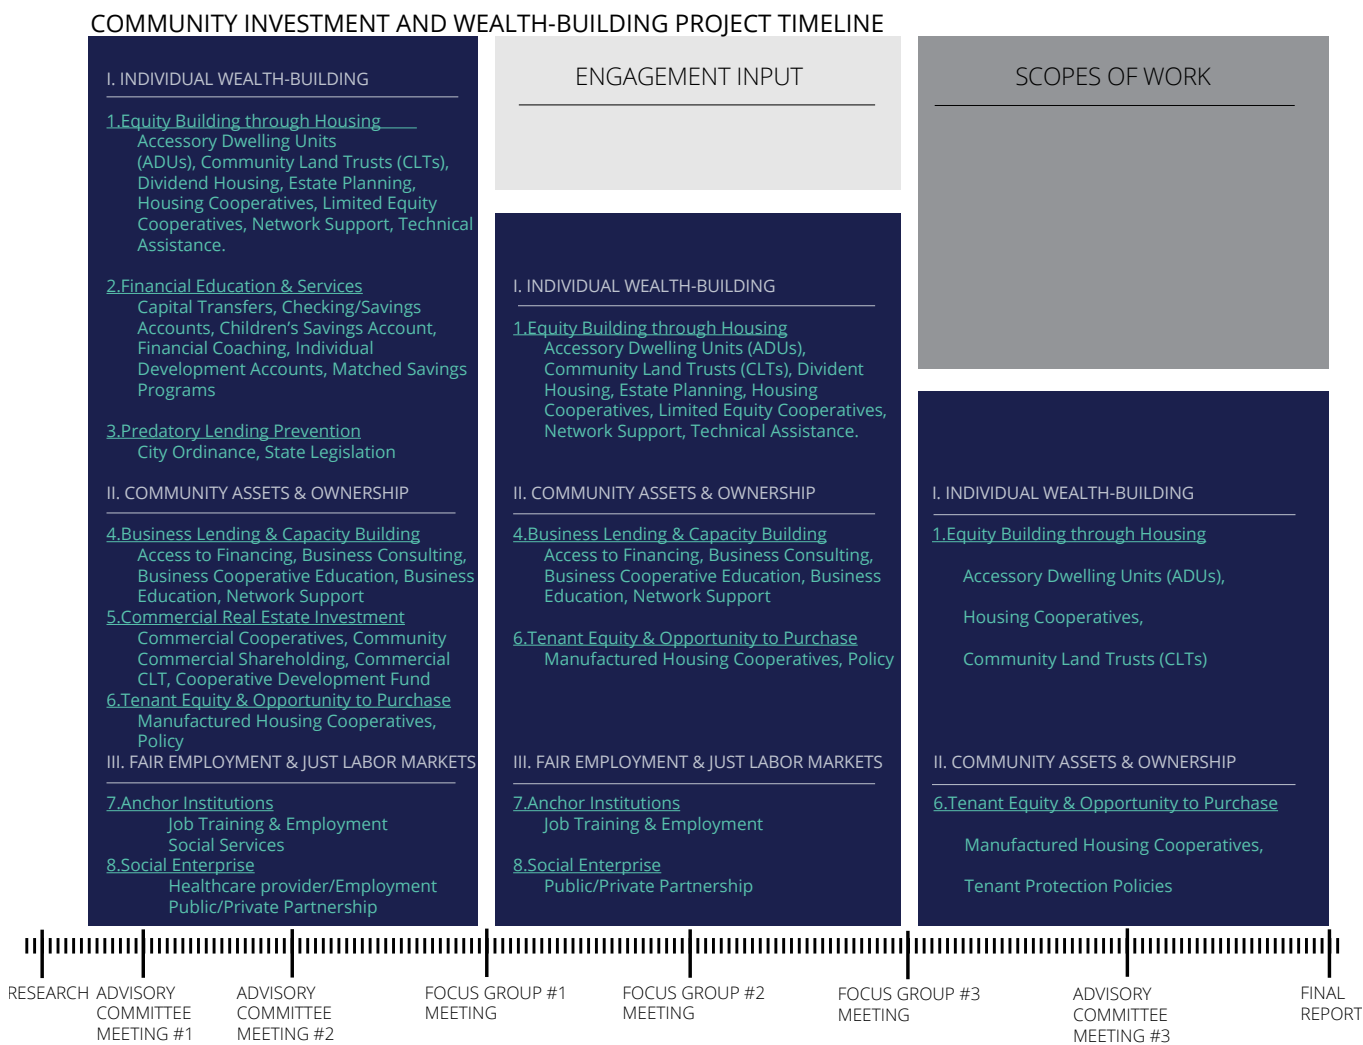 COMMUNITY INVESTMENT AND WEALTH-BUILDING PROJECT TIMELINE
I. INDIVIDUAL WEALTH-BUILDING
1.Equity Building through Housing
Accessory Dwelling Units
(ADUs), Community Land Trusts (CLTs),
Dividend Housing, Estate Planning,
Housing Cooperatives, Limited Equity
Cooperatives, Network Support, Technical
Assistance.
2.Financial Education & Services
Capital Transfers, Checking/Savings
Accounts, Children’s Savings Account,
Financial Coaching, Individual
Development Accounts, Matched Savings
Programs
3.Predatory Lending Prevention
City Ordinance, State Legislation
II. COMMUNITY ASSETS & OWNERSHIP
4.Business Lending & Capacity Building
Access to Financing, Business Consulting,
Business Cooperative Education, Business
Education, Network Support
5.Commercial Real Estate Investment
Commercial Cooperatives, Community
Commercial Shareholding, Commercial
CLT, Cooperative Development Fund
6.Tenant Equity & Opportunity to Purchase
Manufactured Housing Cooperatives,
Policy
III. FAIR EMPLOYMENT & JUST LABOR MARKETS
7.Anchor Institutions
Job Training & Employment
Social Services
8.Social Enterprise
Healthcare provider/Employment
Public/Private Partnership
ENGAGEMENT INPUT
I. INDIVIDUAL WEALTH-BUILDING
1.Equity Building through Housing
Accessory Dwelling Units (ADUs),
Community Land Trusts (CLTs), Divident
Housing, Estate Planning, Housing
Cooperatives, Limited Equity Cooperatives,
Network Support, Technical Assistance.
II. COMMUNITY ASSETS & OWNERSHIP
4.Business Lending & Capacity Building
Access to Financing, Business Consulting,
Business Cooperative Education, Business
Education, Network Support
6.Tenant Equity & Opportunity to Purchase
Manufactured Housing Cooperatives, Policy
III. FAIR EMPLOYMENT & JUST LABOR MARKETS
7.Anchor Institutions
Job Training & Employment
8.Social Enterprise
Public/Private Partnership
SCOPES OF WORK
I. INDIVIDUAL WEALTH-BUILDING
1.Equity Building through Housing
Accessory Dwelling Units (ADUs),
Housing Cooperatives,
Community Land Trusts (CLTs)
II. COMMUNITY ASSETS & OWNERSHIP
6.Tenant Equity & Opportunity to Purchase
Manufactured Housing Cooperatives,
Tenant Protection Policies
RESEARCH
ADVISORY
COMMITTEE
MEETING #1
ADVISORY
COMMITTEE
MEETING #2
FOCUS GROUP #1
MEETING
FOCUS GROUP #2
MEETING
FOCUS GROUP #3
MEETING
ADVISORY
COMMITTEE
MEETING #3
FINAL
REPORT